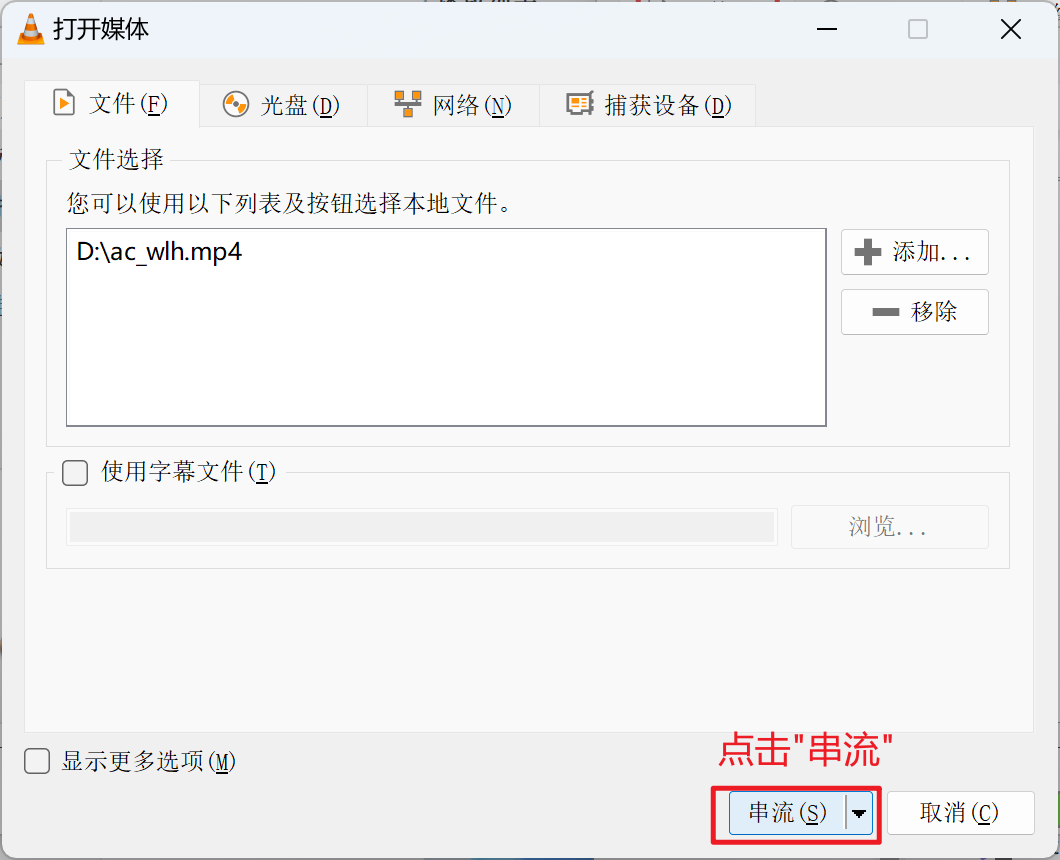 打开媒体
文件(F) 光盘(D) 网络(N) 捕获设备(D)
文件选择
您可以使用以下列表及按钮选择本地文件。
D:\ac_wlh.mp4
添加...
移除
使用字幕文件(T)
浏览...
显示更多选项(M)
点击"串流"
串流(S) 取消(C)